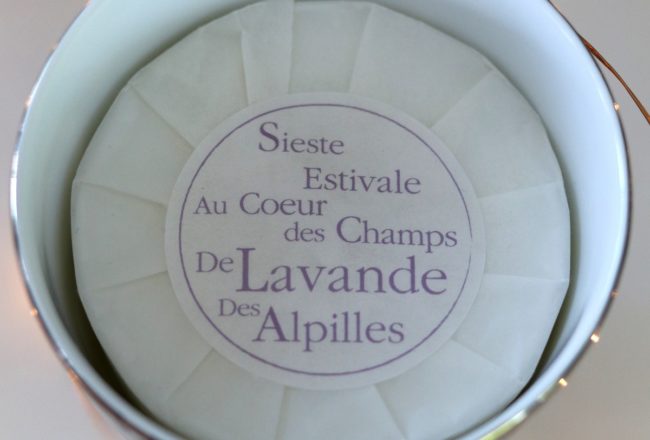 Sieste
Estivale
Au Coeur
des Champs
De Lavande
Des Alpilles